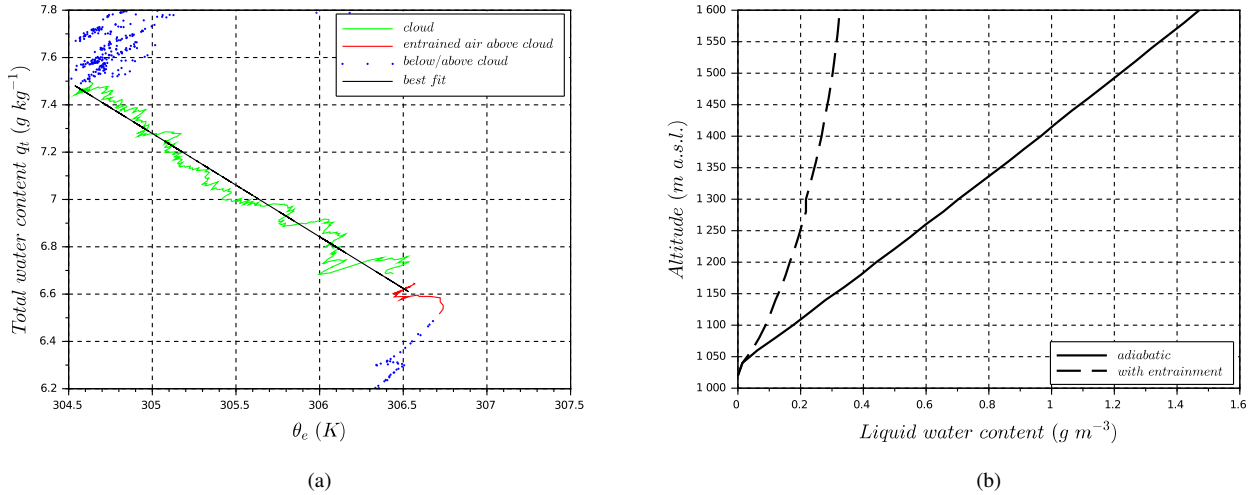 7.8
7.6
7.4
7.2
7
6.8
6.6
6.4
6.2
Total water content q_t (g kg⁻¹)
cloud
entrained air above cloud
below/above cloud
best fit
304.5 305 305.5 306 306.5 307 307.5
θ_e (K)
(a)
1 600
1 550
1 500
1 450
1 400
1 350
1 300
1 250
1 200
1 150
1 100
1 050
1 000
Altitude (m a.s.l.)
adiabatic
with entrainment
0 0.2 0.4 0.6 0.8 1 1.2 1.4 1.6
Liquid water content (g m⁻³)
(b)